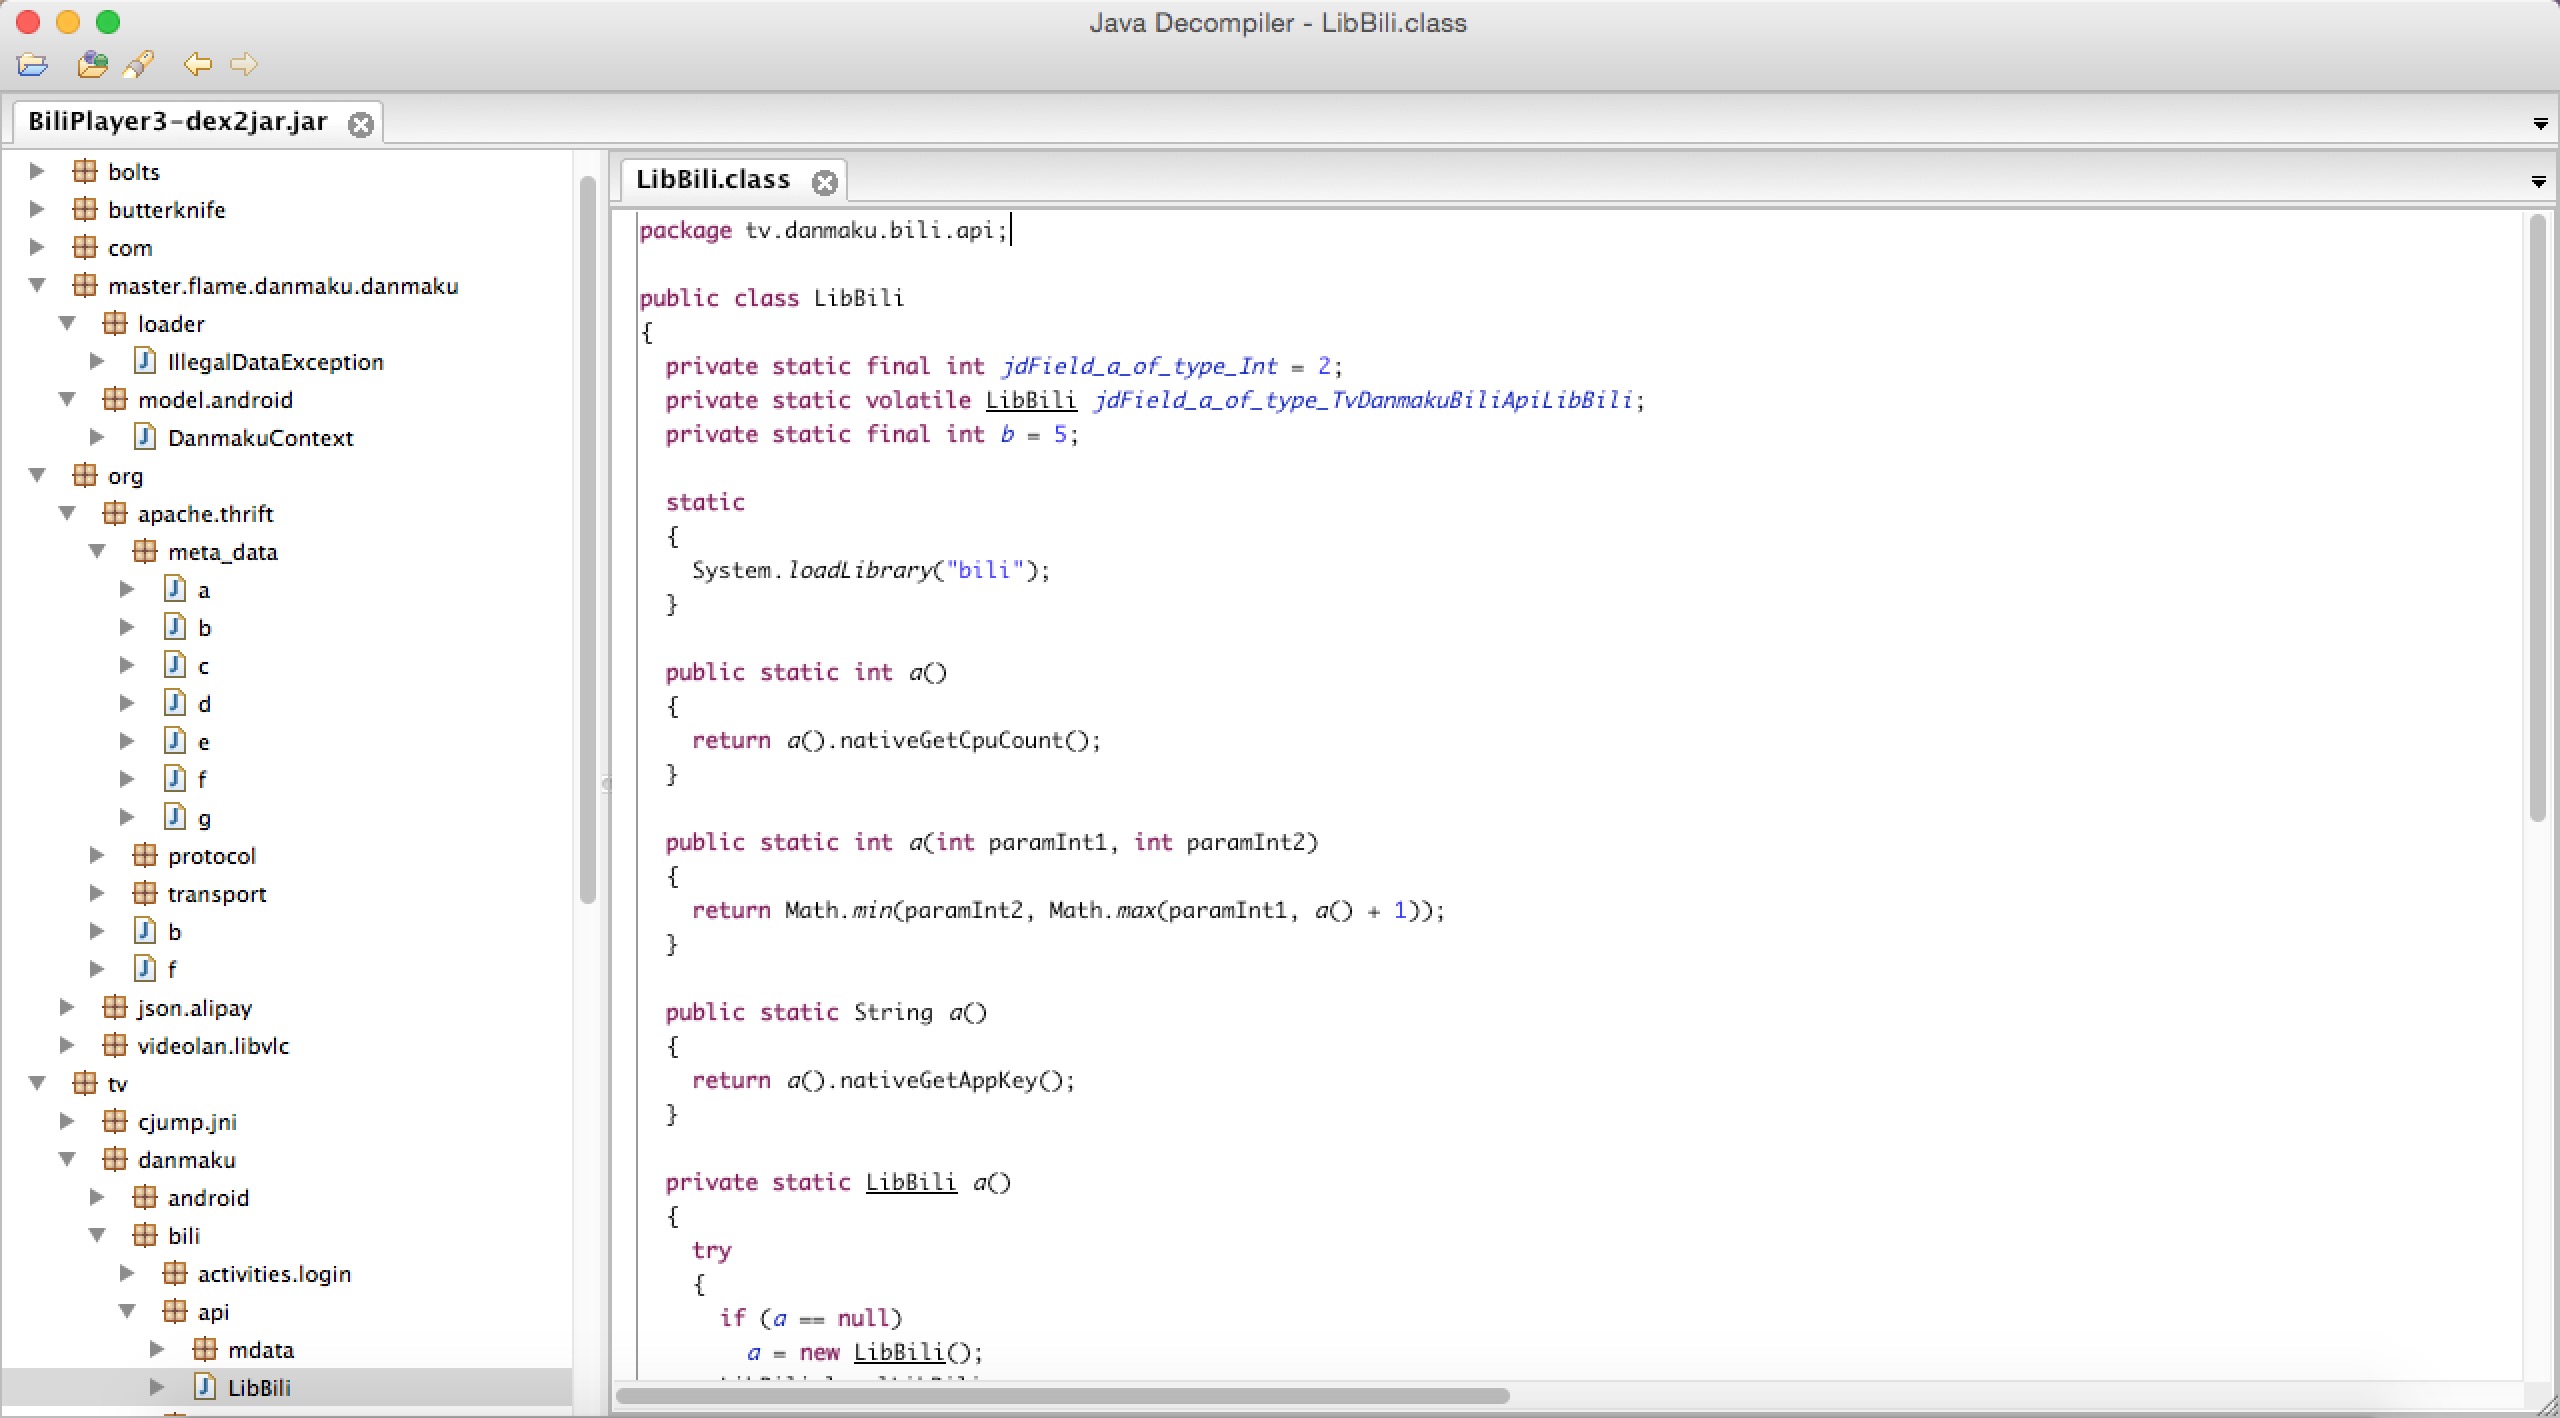 Java Decompiler - LibBili.class
BiliPlayer3-dex2jar.jar
bolts
butterknife
com
master.flame.danmaku.danmaku
loader
IllegalDataException
model.android
DanmakuContext
org
apache.thrift
meta_data
a
b
c
d
e
f
g
protocol
transport
b
f
json.alipay
videolan.libvlc
tv
cjump.jni
danmaku
android
bili
activities.login
api
mdata
LibBili
LibBili.class
package tv.danmaku.bili.api;
public class LibBili
{
private static final int jdField_a_of_type_Int = 2;
private static volatile LibBili jdField_a_of_type_TvDanmakuBiliApiLibBili;
private static final int b = 5;
static
{
System.loadLibrary("bili");
}
public static int a()
{
return a().nativeGetCpuCount();
}
public static int a(int paramInt1, int paramInt2)
{
return Math.min(paramInt2, Math.max(paramInt1, a() + 1));
}
public static String a()
{
return a().nativeGetAppKey();
}
private static LibBili a()
{
try
{
if (a == null)
a = new LibBili();